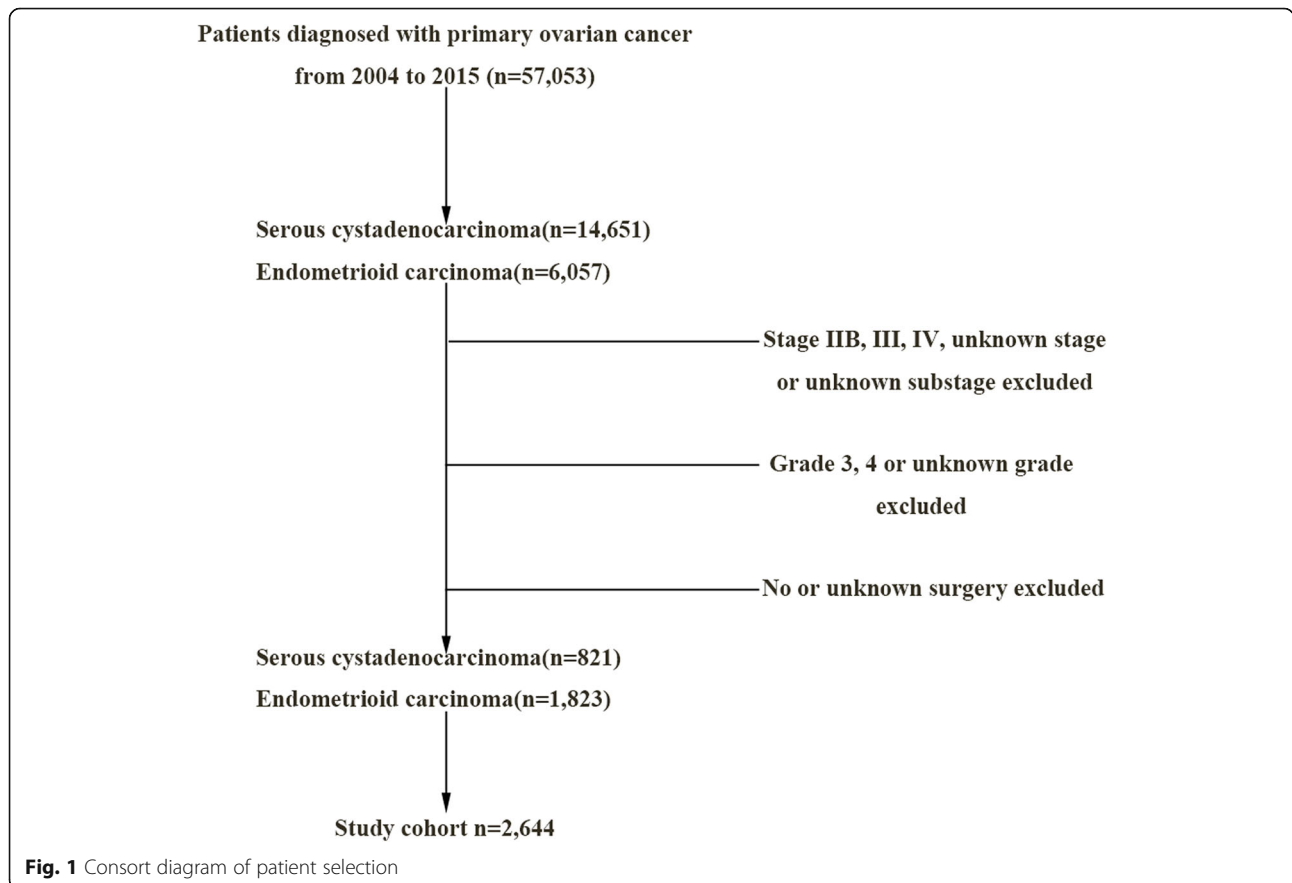 Patients diagnosed with primary ovarian cancer
from 2004 to 2015 (n=57,053)
Serous cystadenocarcinoma(n=14,651)
Endometrioid carcinoma(n=6,057)
Stage IIB, III, IV, unknown stage
or unknown substage excluded
Grade 3, 4 or unknown grade
excluded
No or unknown surgery excluded
Serous cystadenocarcinoma(n=821)
Endometrioid carcinoma(n=1,823)
Study cohort n=2,644
Fig. 1 Consort diagram of patient selection